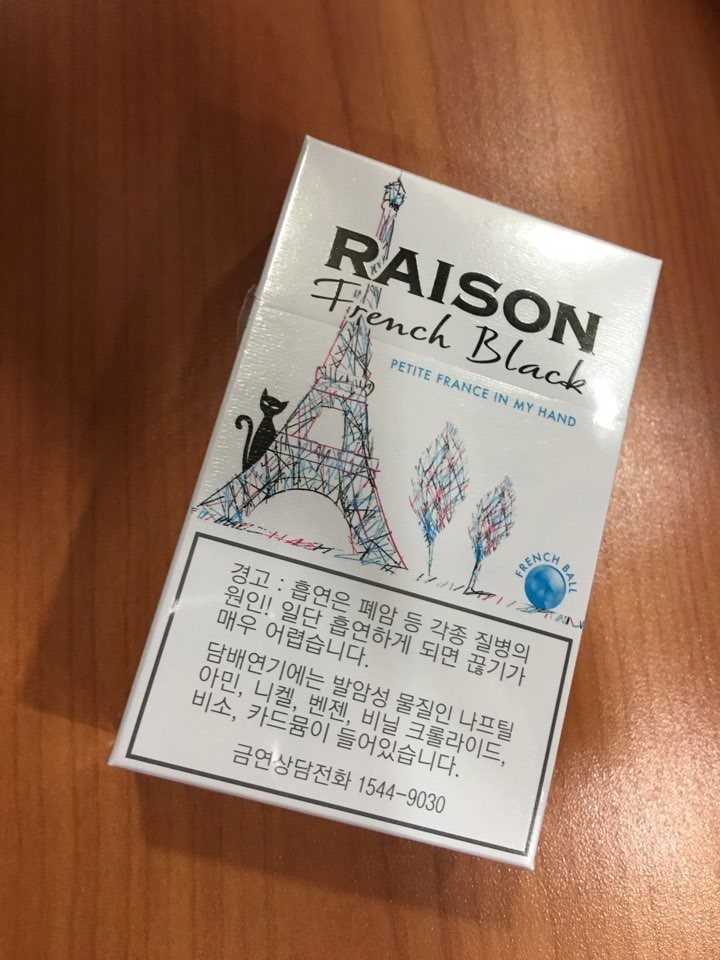 RAISON
French Black
PETITE FRANCE IN MY HAND
FRENCH BALL
경고 : 흡연은 폐암 등 각종 질병의
원인! 일단 흡연하게 되면 끊기가
매우 어렵습니다.
담배연기에는 발암성 물질인 나프틸
아민, 니켈, 벤젠, 비닐 크롤라이드,
비소, 카드뮴이 들어있습니다.
금연상담전화 1544-9030